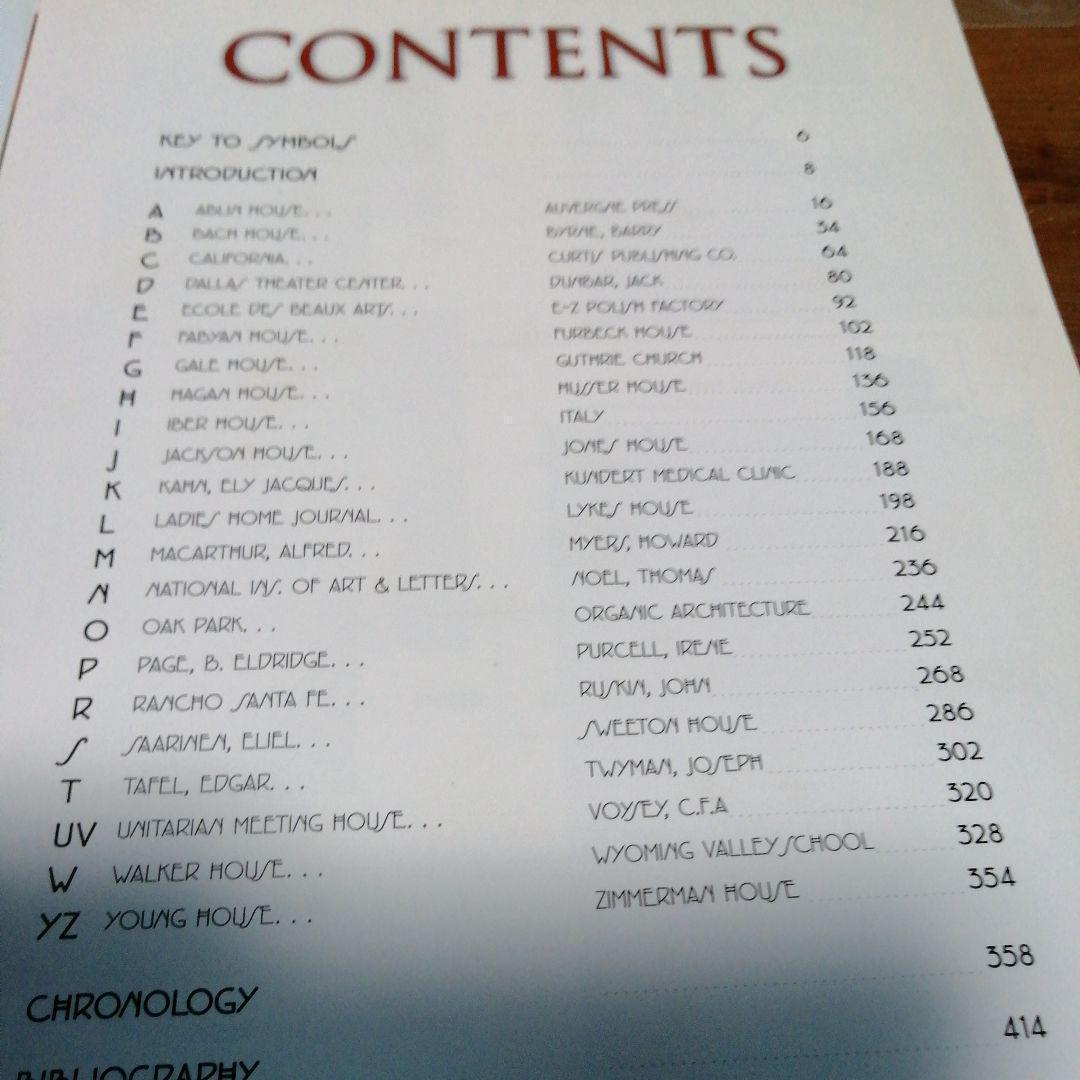 CONTENTS
KEY TO SYMBOLS 6
INTRODUCTION 8
A ABLIN HOUSE. . . AUVERGNE PRESS 16
B BACH HOUSE. . . BYRNE, BARRY 34
C CALIFORNIA. . . CURTIS PUBLISHING CO. 64
D DALLAS THEATER CENTER. . . DUNBAR, JACK 80
E ECOLE DES BEAUX ARTS. . . E-Z POLISH FACTORY 92
F FABYAN HOUSE. . . FURBECK HOUSE 102
G GALE HOUSE. . . GUTHRIE CHURCH 118
H HAGAN HOUSE. . . HUSSER HOUSE 136
I IBER HOUSE. . . ITALY 156
J JACKSON HOUSE. . . JONES HOUSE 168
K KAHN, ELY JACQUES. . . KUNDERT MEDICAL CLINIC 188
L LADIES HOME JOURNAL. . . LYKES HOUSE 198
M MACARTHUR, ALFRED. . . MYERS, HOWARD 216
N NATIONAL INS. OF ART & LETTERS. . . NOEL, THOMAS 236
O OAK PARK. . . ORGANIC ARCHITECTURE 244
P PAGE, B. ELDRIDGE. . . PURCELL, IRENE 252
R RANCHO SANTA FE. . . RUSKIN, JOHN 268
S SAARINEN, ELIEL. . . SWEETON HOUSE 286
T TAFEL, EDGAR. . . TWYMAN, JOSEPH 302
UV UNITARIAN MEETING HOUSE. . . VOYSEY, C.F.A 320
W WALKER HOUSE. . . WYOMING VALLEY SCHOOL 328
YZ YOUNG HOUSE. . . ZIMMERMAN HOUSE 354
CHRONOLOGY 358
BIBLIOGRAPHY 414